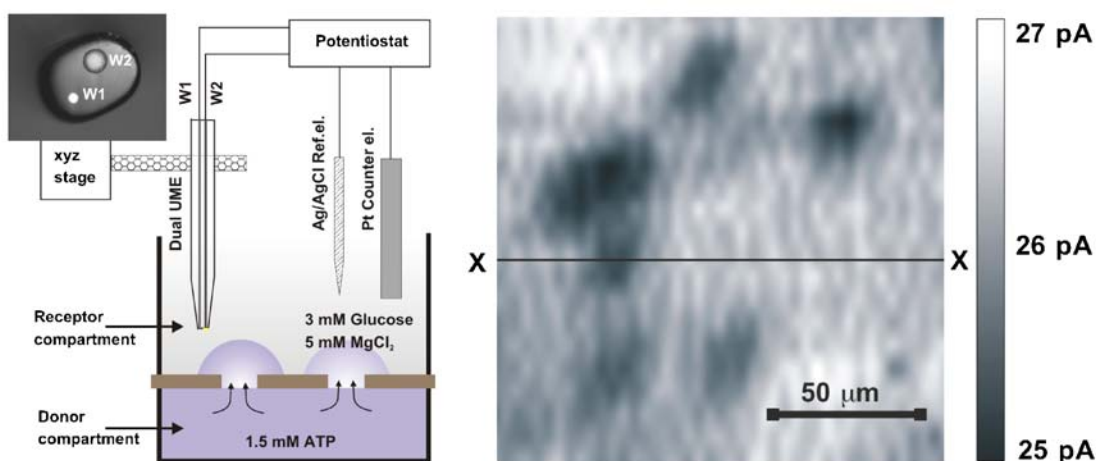 W2
W1
xyz
stage
Potentiostat
W1
W2
Dual UME
Ag/AgCl Ref.el.
Pt Counter el.
Receptor
compartment
3 mM Glucose
5 mM MgCl₂
Donor
compartment
1.5 mM ATP
X
X
50 μm
27 pA
26 pA
25 pA